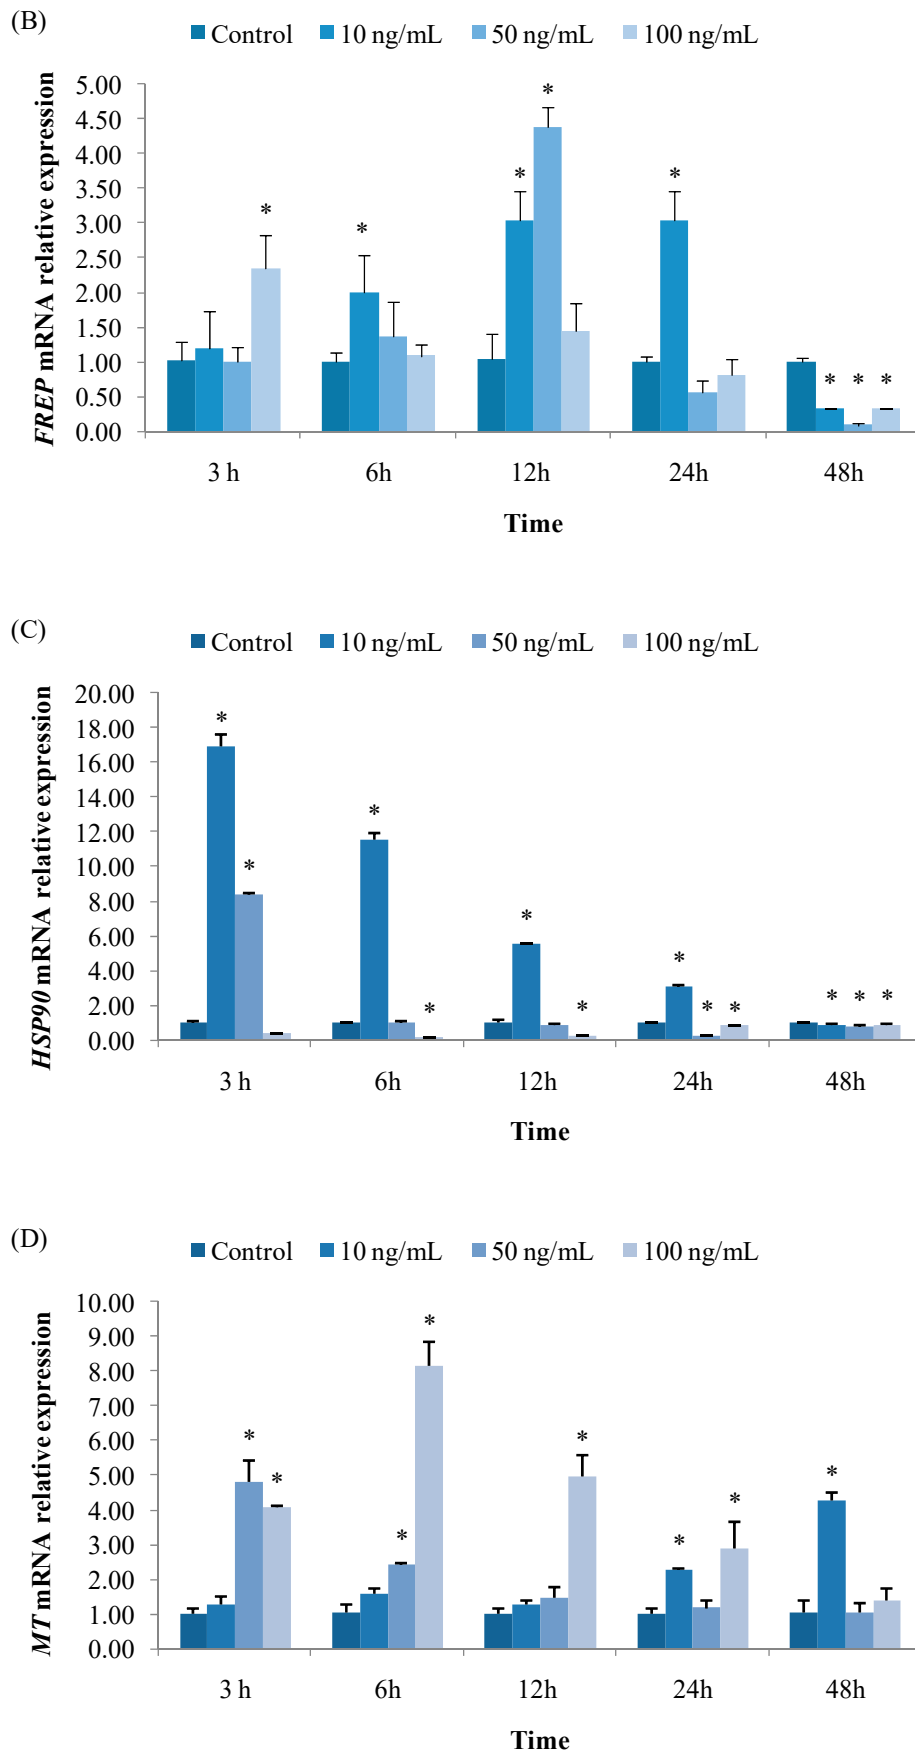 (B)
Control 10 ng/mL 50 ng/mL 100 ng/mL
FREP mRNA relative expression
5.00
4.50
4.00
3.50
3.00
2.50
2.00
1.50
1.00
0.50
0.00
* * * * * * * *
3 h 6h 12h 24h 48h
Time
(C)
Control 10 ng/mL 50 ng/mL 100 ng/mL
HSP90 mRNA relative expression
20.00
18.00
16.00
14.00
12.00
10.00
8.00
6.00
4.00
2.00
0.00
* * * * * * * * * * * *
3 h 6h 12h 24h 48h
Time
(D)
Control 10 ng/mL 50 ng/mL 100 ng/mL
MT mRNA relative expression
10.00
9.00
8.00
7.00
6.00
5.00
4.00
3.00
2.00
1.00
0.00
* * * * * * * *
3 h 6h 12h 24h 48h
Time